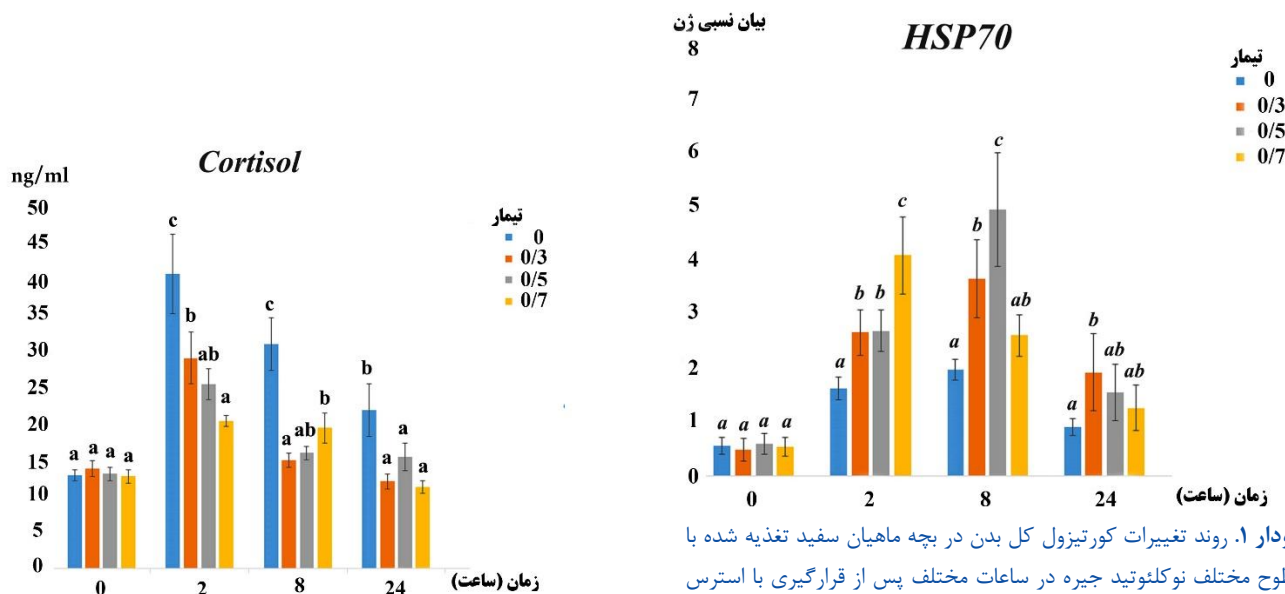 Cortisol
ng/ml
50
45
40
35
30
25
20
15
10
5
0
c
b
ab
a
c
a
ab
b
b
a
a
a
a
a
a
a
تیمار
0
0/3
0/5
0/7
0
2
8
24
زمان (ساعت)
بیان نسبی ژن
HSP70
8
7
6
5
4
3
2
1
0
a
a
a
a
a
b
b
c
a
b
c
ab
a
b
ab
ab
تیمار
0
0/3
0/5
0/7
0
2
8
24
زمان (ساعت)
۱. روند تغییرات کورتیزول کل بدن در بچه ماهیان سفید تغذیه شده با
مختلف نوکلئوتید جیره در ساعات مختلف پس از قرارگیری با استرس